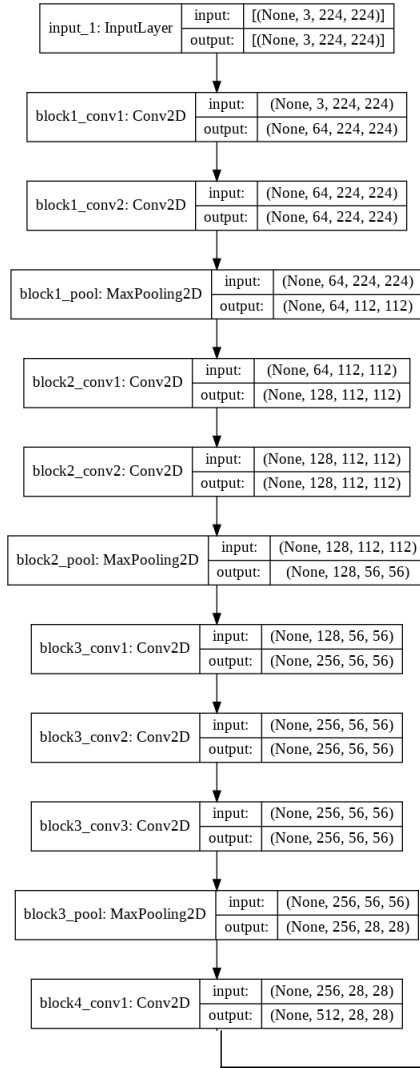 input_1: InputLayer
input: [(None, 3, 224, 224)]
output: [(None, 3, 224, 224)]
block1_conv1: Conv2D
input: (None, 3, 224, 224)
output: (None, 64, 224, 224)
block1_conv2: Conv2D
input: (None, 64, 224, 224)
output: (None, 64, 224, 224)
block1_pool: MaxPooling2D
input: (None, 64, 224, 224)
output: (None, 64, 112, 112)
block2_conv1: Conv2D
input: (None, 64, 112, 112)
output: (None, 128, 112, 112)
block2_conv2: Conv2D
input: (None, 128, 112, 112)
output: (None, 128, 112, 112)
block2_pool: MaxPooling2D
input: (None, 128, 112, 112)
output: (None, 128, 56, 56)
block3_conv1: Conv2D
input: (None, 128, 56, 56)
output: (None, 256, 56, 56)
block3_conv2: Conv2D
input: (None, 256, 56, 56)
output: (None, 256, 56, 56)
block3_conv3: Conv2D
input: (None, 256, 56, 56)
output: (None, 256, 56, 56)
block3_pool: MaxPooling2D
input: (None, 256, 56, 56)
output: (None, 256, 28, 28)
block4_conv1: Conv2D
input: (None, 256, 28, 28)
output: (None, 512, 28, 28)